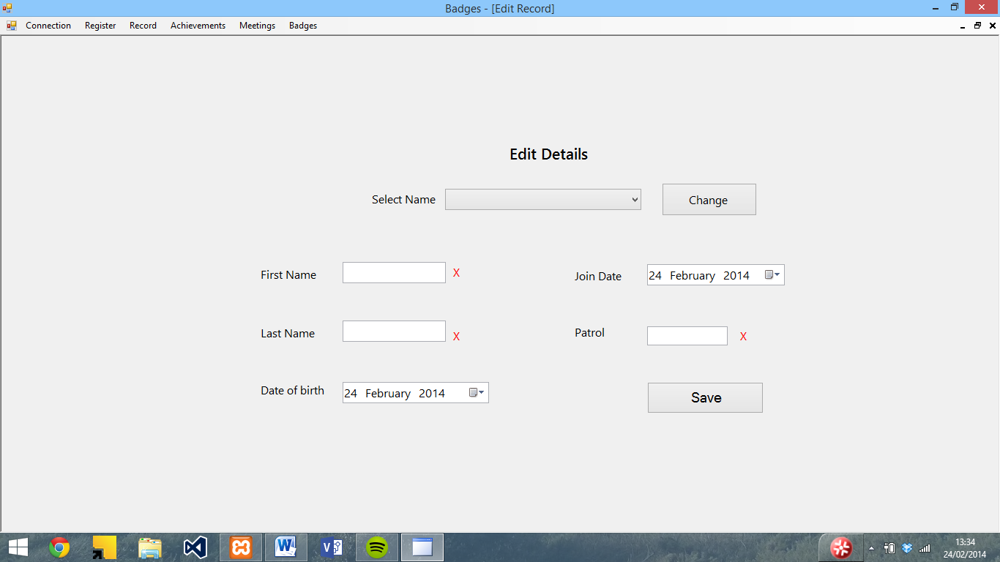 Badges - [Edit Record]
Connection Register Record Achievements Meetings Badges
Edit Details
Select Name Change
First Name X Join Date 24 February 2014
Last Name X Patrol X
Date of birth 24 February 2014 Save
13:34
24/02/2014